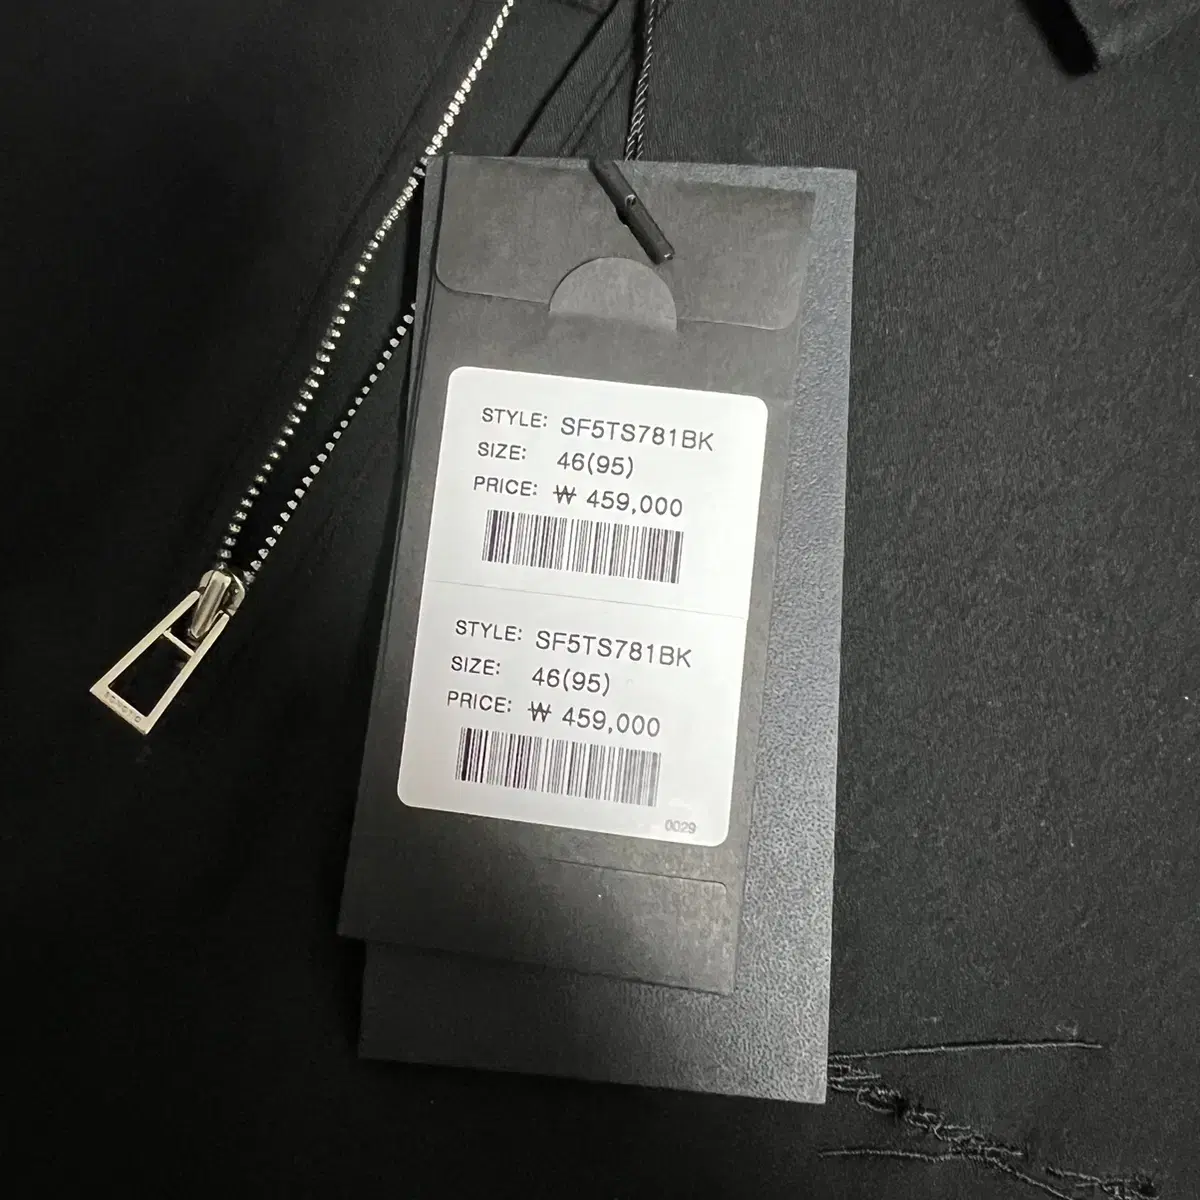 STYLE: SF5TS781BK
SIZE: 46(95)
PRICE: ₩ 459,000
STYLE: SF5TS781BK
SIZE: 46(95)
PRICE: ₩ 459,000
0029